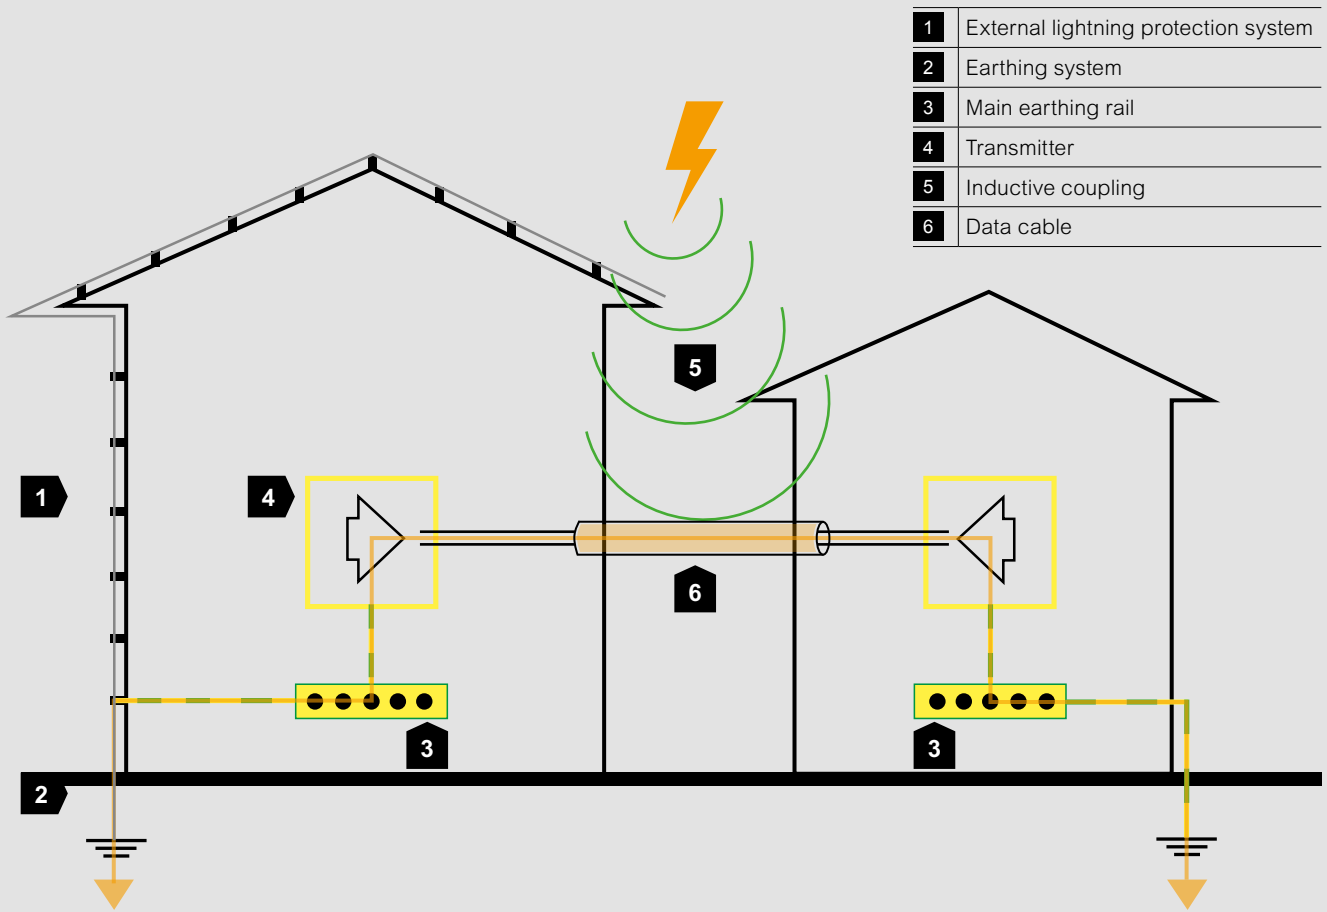 1 External lightning protection system
2 Earthing system
3 Main earthing rail
4 Transmitter
5 Inductive coupling
6 Data cable
5
1
4
6
3
3
2